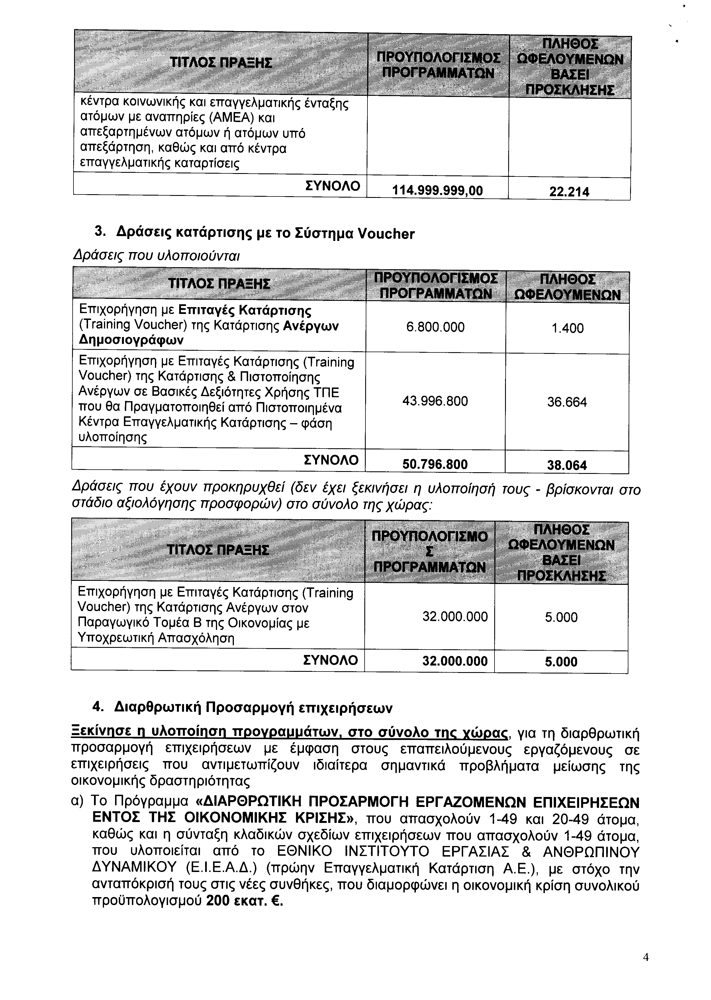 ΤΙΤΛΟΣ ΠΡΑΞΗΣ
ΠΡΟΥΠΟΛΟΓΙΣΜΟΣ
ΠΡΟΓΡΑΜΜΑΤΩΝ
ΠΛΗΘΟΣ
ΩΦΕΛΟΥΜΕΝΩΝ
ΒΑΣΕΙ
ΠΡΟΣΚΛΗΣΗΣ
κέντρα κοινωνικής και επαγγελματικής ένταξης
ατόμων με αναπηρίες (ΑΜΕΑ) και
απεξαρτημένων ατόμων ή ατόμων υπό
απεξάρτηση, καθώς και από κέντρα
επαγγελματικής καταρτίσεις
ΣΥΝΟΛΟ 114.999.999,00 22.214
3. Δράσεις κατάρτισης με το Σύστημα Voucher
Δράσεις που υλοποιούνται
ΤΙΤΛΟΣ ΠΡΑΞΗΣ
ΠΡΟΥΠΟΛΟΓΙΣΜΟΣ
ΠΡΟΓΡΑΜΜΑΤΩΝ
ΠΛΗΘΟΣ
ΩΦΕΛΟΥΜΕΝΩΝ
Επιχορήγηση με Επιταγές Κατάρτισης
(Training Voucher) της Κατάρτισης Ανέργων
Δημοσιογράφων
6.800.000 1.400
Επιχορήγηση με Επιταγές Κατάρτισης (Training
Voucher) της Κατάρτισης & Πιστοποίησης
Ανέργων σε Βασικές Δεξιότητες Χρήσης ΤΠΕ
που θα Πραγματοποιηθεί από Πιστοποιημένα
Κέντρα Επαγγελματικής Κατάρτισης – φάση
υλοποίησης
43.996.800 36.664
ΣΥΝΟΛΟ 50.796.800 38.064
Δράσεις που έχουν προκηρυχθεί (δεν έχει ξεκινήσει η υλοποίησή τους - βρίσκονται στο
στάδιο αξιολόγησης προσφορών) στο σύνολο της χώρας:
ΤΙΤΛΟΣ ΠΡΑΞΗΣ
ΠΡΟΥΠΟΛΟΓΙΣΜΟ
Σ
ΠΡΟΓΡΑΜΜΑΤΩΝ
ΠΛΗΘΟΣ
ΩΦΕΛΟΥΜΕΝΩΝ
ΒΑΣΕΙ
ΠΡΟΣΚΛΗΣΗΣ
Επιχορήγηση με Επιταγές Κατάρτισης (Training
Voucher) της Κατάρτισης Ανέργων στον
Παραγωγικό Τομέα Β της Οικονομίας με
Υποχρεωτική Απασχόληση
32.000.000 5.000
ΣΥΝΟΛΟ 32.000.000 5.000
4. Διαρθρωτική Προσαρμογή επιχειρήσεων
Ξεκίνησε η υλοποίηση προγραμμάτων, στο σύνολο της χώρας, για τη διαρθρωτική
προσαρμογή επιχειρήσεων με έμφαση στους επαπειλούμενους εργαζόμενους σε
επιχειρήσεις που αντιμετωπίζουν ιδιαίτερα σημαντικά προβλήματα μείωσης της
οικονομικής δραστηριότητας
α) Το Πρόγραμμα «ΔΙΑΡΘΡΩΤΙΚΗ ΠΡΟΣΑΡΜΟΓΗ ΕΡΓΑΖΟΜΕΝΩΝ ΕΠΙΧΕΙΡΗΣΕΩΝ
ΕΝΤΟΣ ΤΗΣ ΟΙΚΟΝΟΜΙΚΗΣ ΚΡΙΣΗΣ», που απασχολούν 1-49 και 20-49 άτομα,
καθώς και η σύνταξη κλαδικών σχεδίων επιχειρήσεων που απασχολούν 1-49 άτομα,
που υλοποιείται από το ΕΘΝΙΚΟ ΙΝΣΤΙΤΟΥΤΟ ΕΡΓΑΣΙΑΣ & ΑΝΘΡΩΠΙΝΟΥ
ΔΥΝΑΜΙΚΟΥ (Ε.Ι.Ε.Α.Δ.) (πρώην Επαγγελματική Κατάρτιση Α.Ε.), με στόχο την
ανταπόκρισή τους στις νέες συνθήκες, που διαμορφώνει η οικονομική κρίση συνολικού
προϋπολογισμού 200 εκατ. €.
4